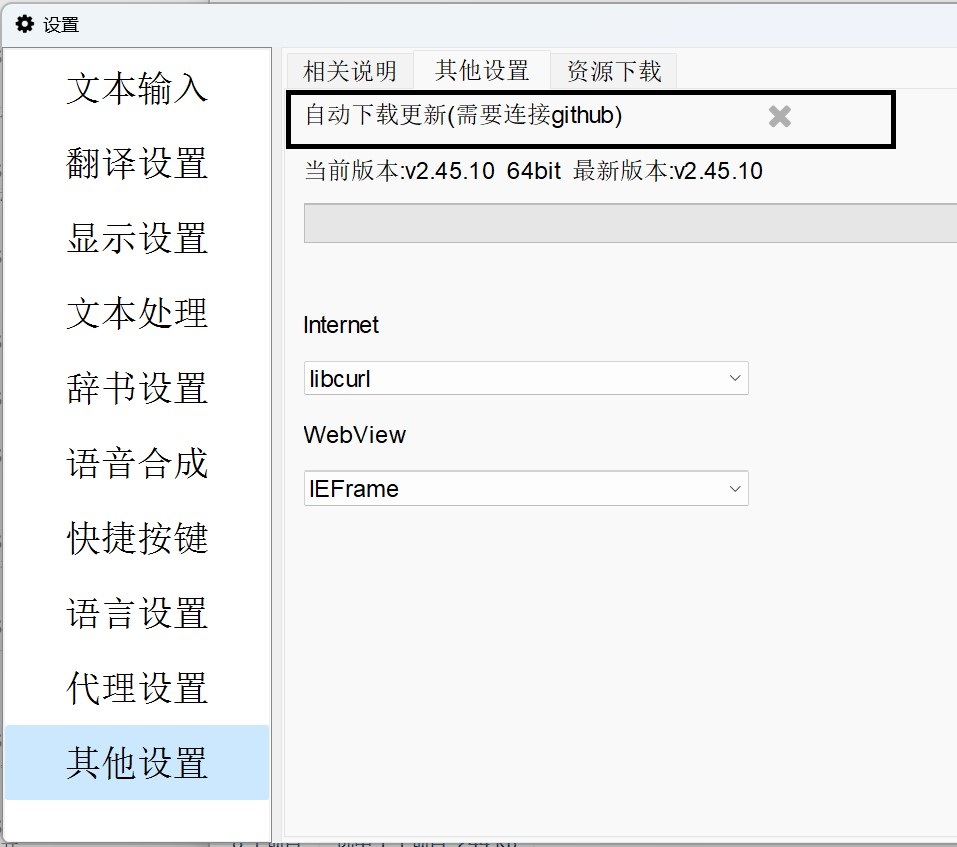 设置
文本输入
翻译设置
显示设置
文本处理
辞书设置
语音合成
快捷按键
语言设置
代理设置
其他设置
相关说明 其他设置 资源下载
自动下载更新(需要连接github)
当前版本:v2.45.10 64bit 最新版本:v2.45.10
Internet
libcurl
WebView
IEFrame